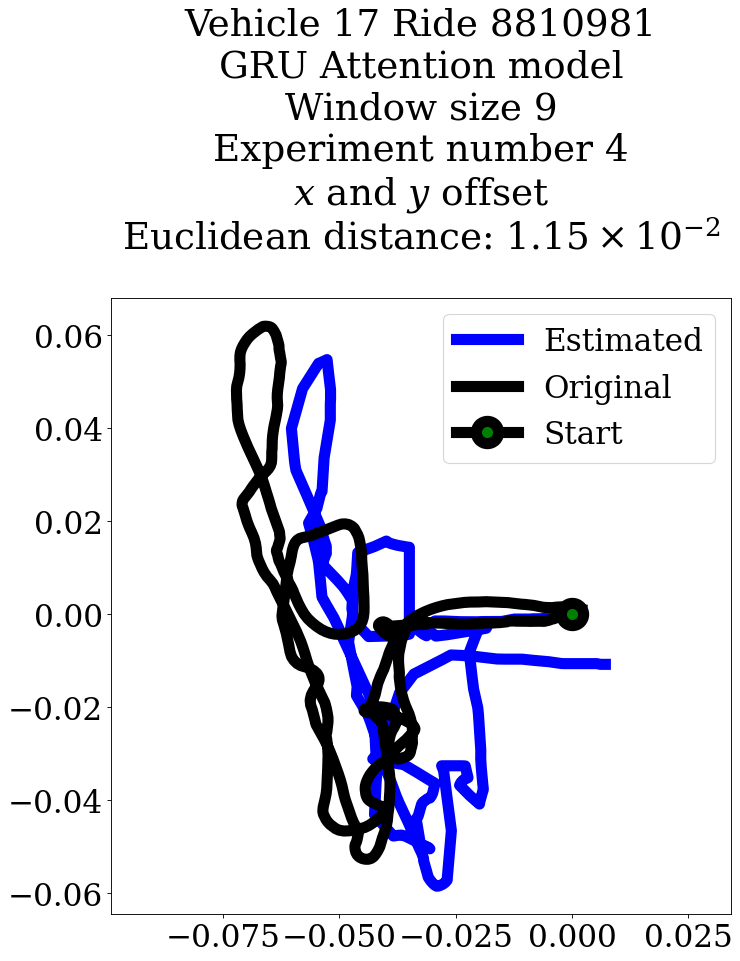 Vehicle 17 Ride 8810981
GRU Attention model
Window size 9
Experiment number 4
x and y offset
Euclidean distance: 1.15 × 10⁻²
Estimated
Original
Start
0.06
0.04
0.02
0.00
−0.02
−0.04
−0.06
−0.075 −0.050 −0.025 0.000 0.025